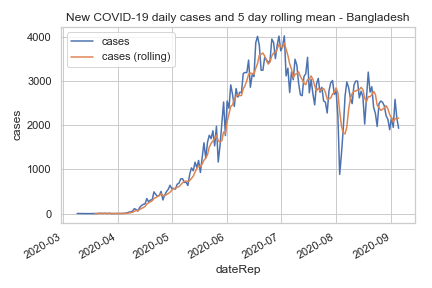 New COVID-19 daily cases and 5 day rolling mean - Bangladesh
cases
cases (rolling)
4000
3000
2000
1000
0
cases
2020-03
2020-04
2020-05
2020-06
2020-07
2020-08
2020-09
dateRep